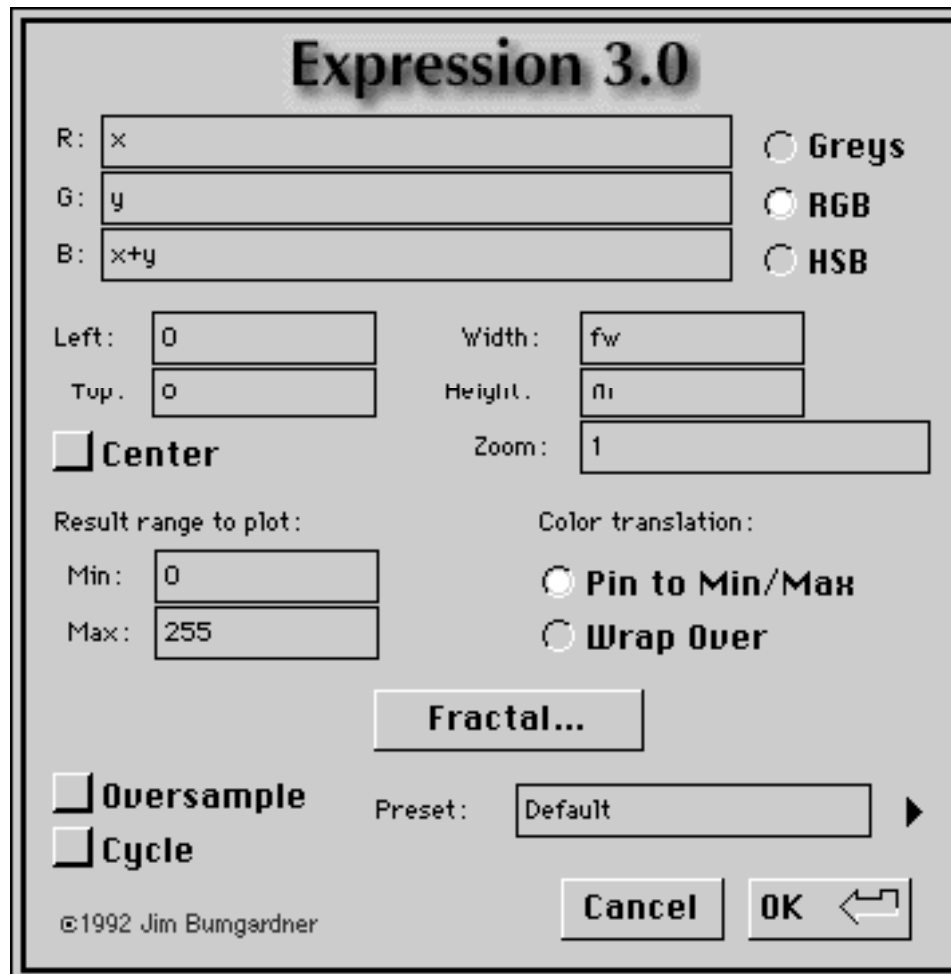 Expression 3.0
R: x
G: y
B: x+y
Greys
RGB
HSB
Left: 0
Width: fw
Top: 0
Height:
Center
Zoom: 1
Result range to plot:
Color translation:
Min: 0
Max: 255
Pin to Min/Max
Wrap Over
Fractal...
Oversample
Cycle
Preset: Default
Cancel
OK
©1992 Jim Bumgardner